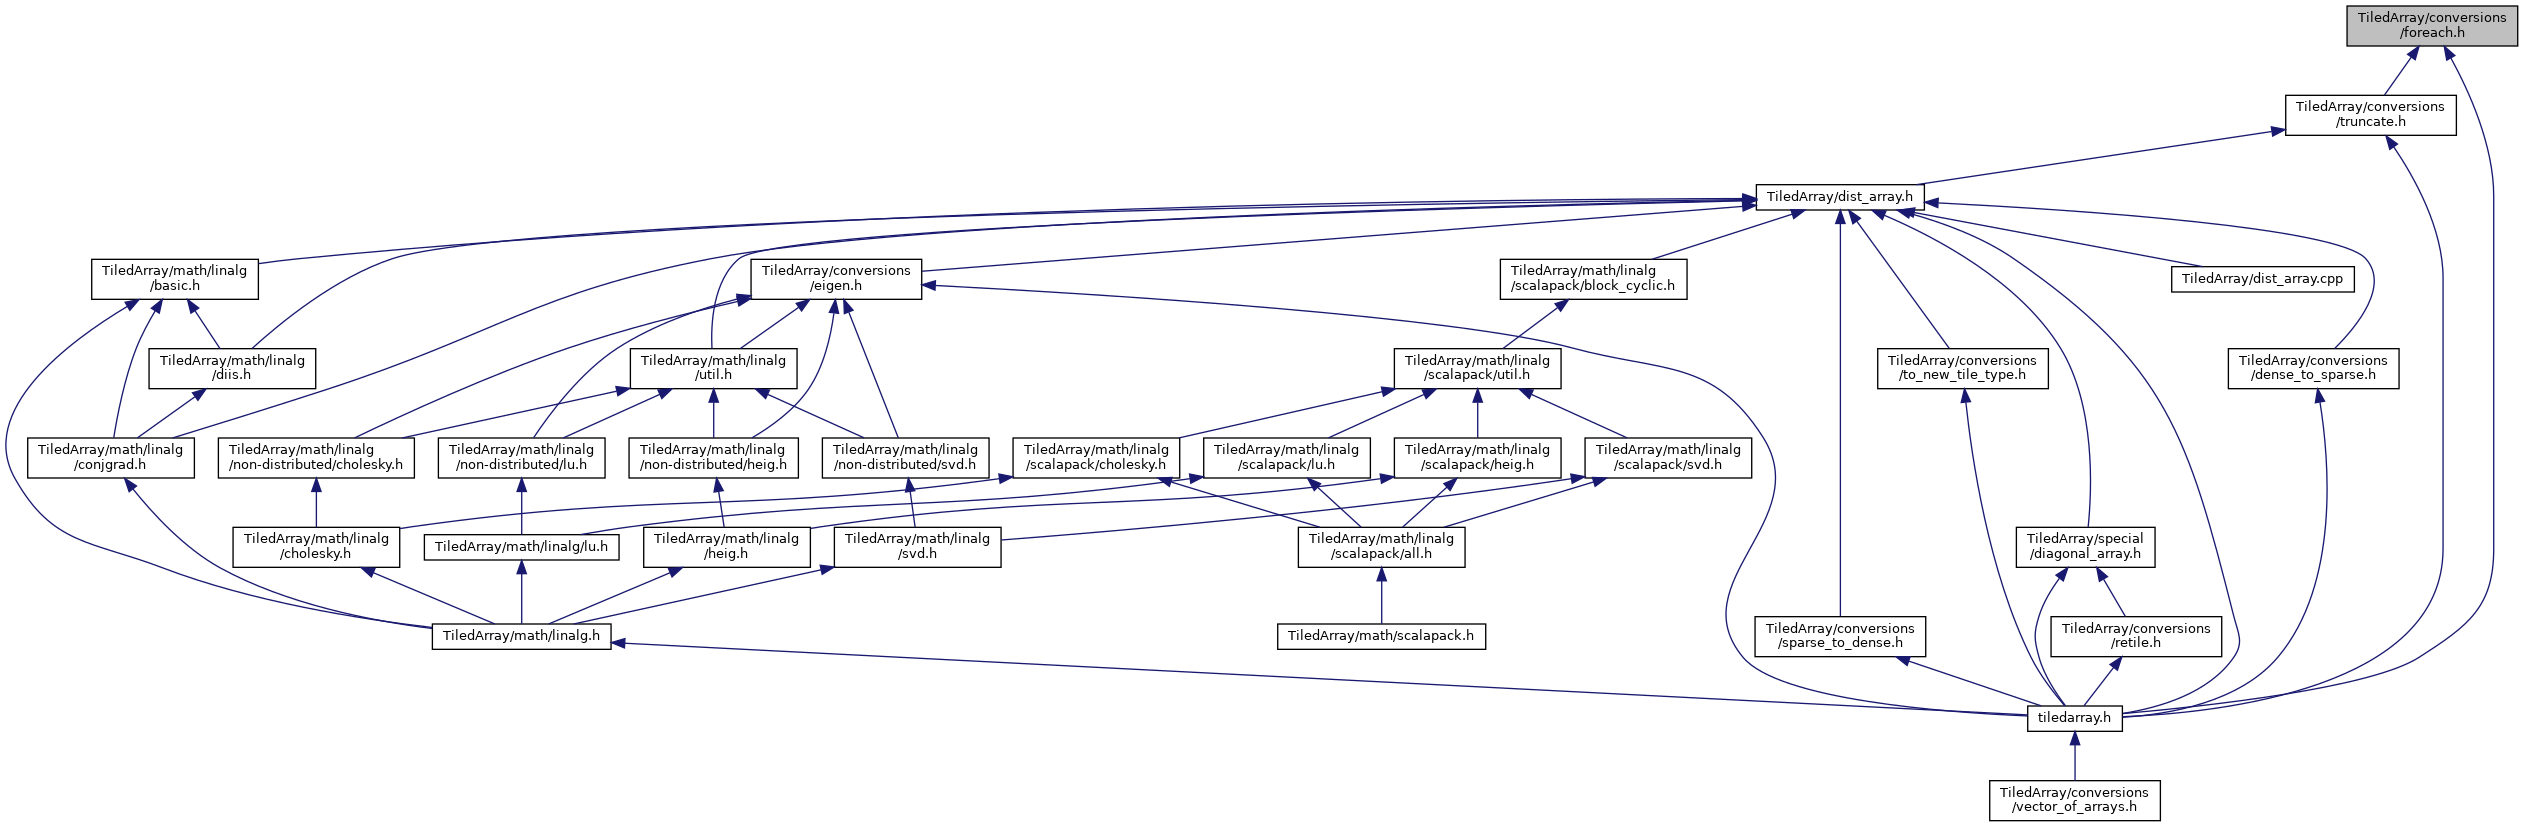 TiledArray/conversions
/foreach.h
TiledArray/conversions
/truncate.h
TiledArray/dist_array.h
TiledArray/math/linalg
/basic.h
TiledArray/conversions
/eigen.h
TiledArray/math/linalg
/scalapack/block_cyclic.h
TiledArray/dist_array.cpp
TiledArray/math/linalg
/diis.h
TiledArray/math/linalg
/util.h
TiledArray/math/linalg
/scalapack/util.h
TiledArray/conversions
/to_new_tile_type.h
TiledArray/conversions
/dense_to_sparse.h
TiledArray/math/linalg
/conjgrad.h
TiledArray/math/linalg
/non-distributed/cholesky.h
TiledArray/math/linalg
/non-distributed/lu.h
TiledArray/math/linalg
/non-distributed/heig.h
TiledArray/math/linalg
/non-distributed/svd.h
TiledArray/math/linalg
/scalapack/cholesky.h
TiledArray/math/linalg
/scalapack/lu.h
TiledArray/math/linalg
/scalapack/heig.h
TiledArray/math/linalg
/scalapack/svd.h
TiledArray/math/linalg
/cholesky.h
TiledArray/math/linalg/lu.h
TiledArray/math/linalg
/heig.h
TiledArray/math/linalg
/svd.h
TiledArray/math/linalg
/scalapack/all.h
TiledArray/special
/diagonal_array.h
TiledArray/math/linalg.h
TiledArray/math/scalapack.h
TiledArray/conversions
/sparse_to_dense.h
TiledArray/conversions
/retile.h
tiledarray.h
TiledArray/conversions
/vector_of_arrays.h